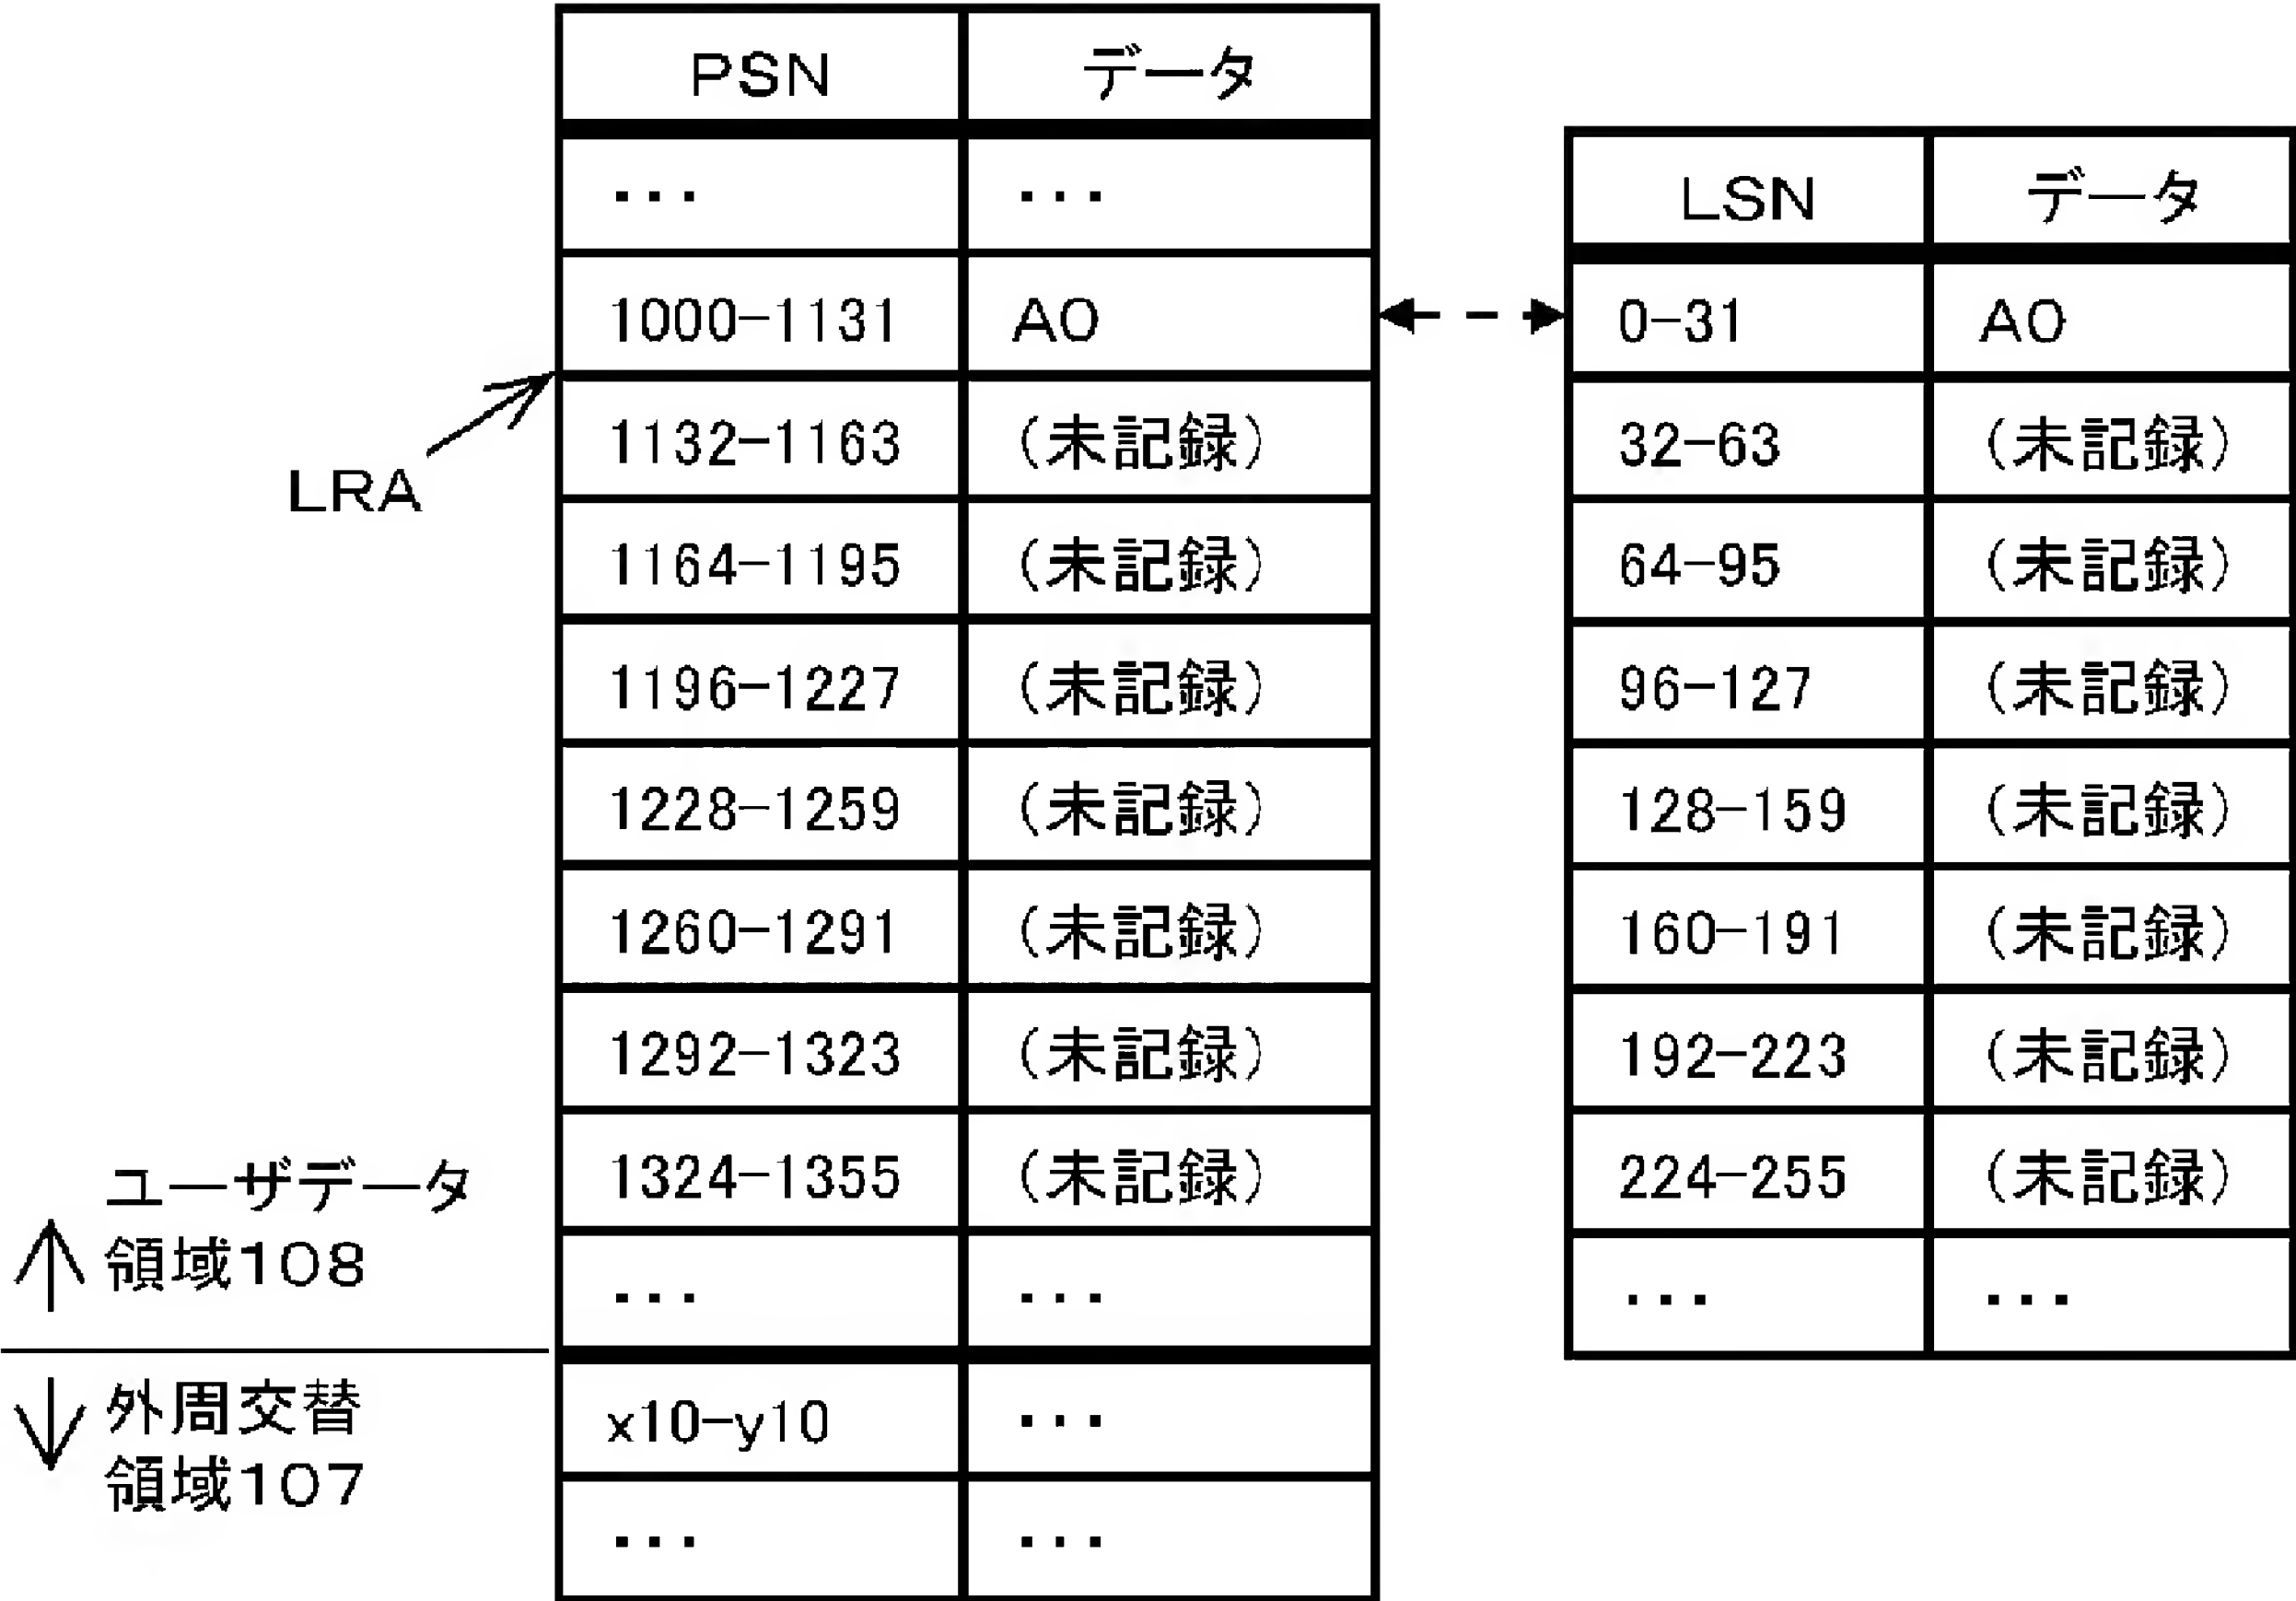 PSN データ
・・・ ・・・
1000-1131 A0
1132-1163 (未記録)
1164-1195 (未記録)
1196-1227 (未記録)
1228-1259 (未記録)
1260-1291 (未記録)
1292-1323 (未記録)
1324-1355 (未記録)
・・・ ・・・
x10-y10 ・・・
・・・ ・・・
LRA
ユーザデータ
領域108
外周交替
領域107
LSN データ
0-31 A0
32-63 (未記録)
64-95 (未記録)
96-127 (未記録)
128-159 (未記録)
160-191 (未記録)
192-223 (未記録)
224-255 (未記録)
・・・ ・・・